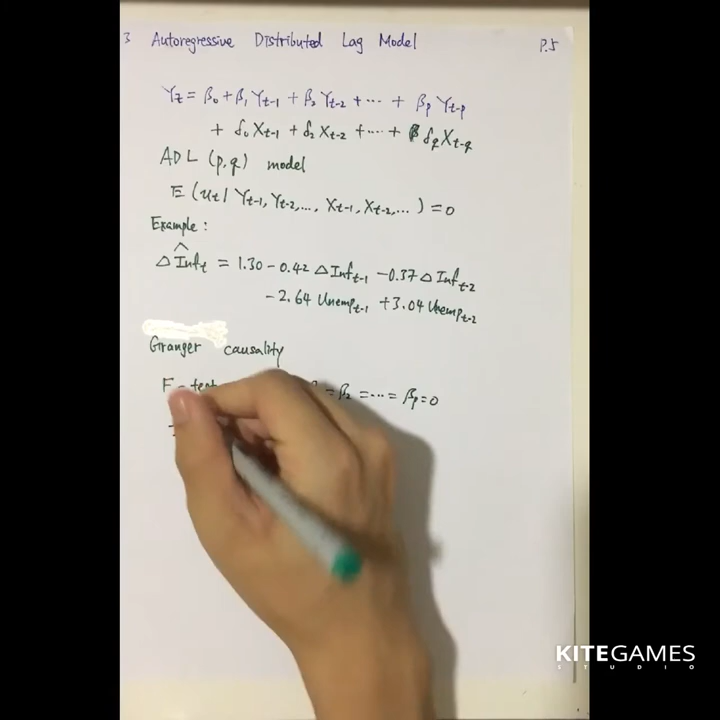 3 Autoregressive Distributed Lag Model P.5
Yt = β₀ + β₁ Yt-1 + β₂ Yt-2 + ... + βp Yt-p
+ δ₀ Xt-1 + δ₂ Xt-2 + ... + δq Xt-q
ADL (p,q) model
E (ut | Yt-1, Yt-2, ..., Xt-1, Xt-2, ...) = 0
Example:
Δ Înft = 1.30 - 0.42 Δ Inft-1 - 0.37 Δ Inft-2
- 2.64 Unempt-1 + 3.04 Unempt-2
Granger causality
F - test = β₂ = ... = βp = 0
KITEGAMES
STUDIO